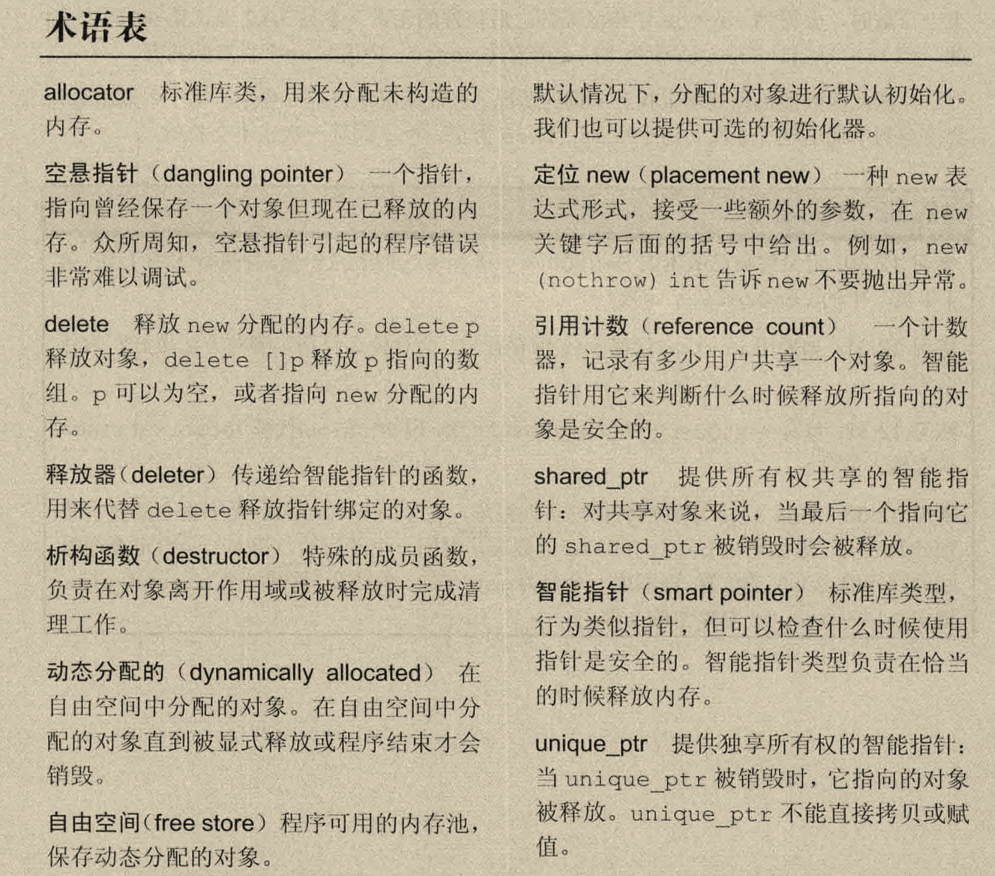 术语表
allocator 标准库类，用来分配未构造的
内存。
空悬指针（dangling pointer） 一个指针，
指向曾经保存一个对象但现在已释放的内
存。众所周知，空悬指针引起的程序错误
非常难以调试。
delete 释放 new 分配的内存。delete p
释放对象，delete []p 释放 p 指向的数
组。p 可以为空，或者指向 new 分配的内
存。
释放器（deleter） 传递给智能指针的函数，
用来代替 delete 释放指针绑定的对象。
析构函数（destructor） 特殊的成员函数，
负责在对象离开作用域或被释放时完成清
理工作。
动态分配的（dynamically allocated） 在
自由空间中分配的对象。在自由空间中分
配的对象直到被显式释放或程序结束才会
销毁。
自由空间（free store） 程序可用的内存池，
保存动态分配的对象。
默认情况下，分配的对象进行默认初始化。
我们也可以提供可选的初始化器。
定位 new（placement new） 一种 new 表
达式形式，接受一些额外的参数，在 new
关键字后面的括号中给出。例如，new
(nothrow) int 告诉 new 不要抛出异常。
引用计数（reference count） 一个计数
器，记录有多少用户共享一个对象。智能
指针用它来判断什么时候释放所指向的对
象是安全的。
shared_ptr 提供所有权共享的智能指
针：对共享对象来说，当最后一个指向它
的 shared_ptr 被销毁时会被释放。
智能指针（smart pointer） 标准库类型，
行为类似指针，但可以检查什么时候使用
指针是安全的。智能指针类型负责在恰当
的时候释放内存。
unique_ptr 提供独享所有权的智能指针：
当 unique_ptr 被销毁时，它指向的对象
被释放。unique_ptr 不能直接拷贝或赋
值。